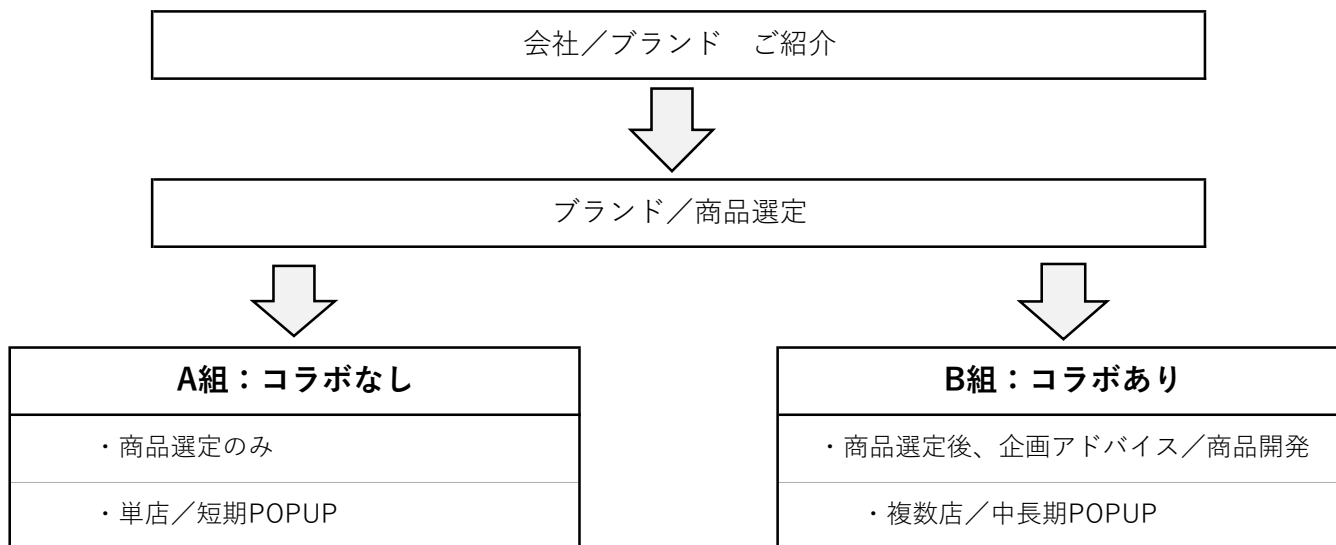 会社／ブランド　ご紹介
ブランド／商品選定
A組：コラボなし
・商品選定のみ
・単店／短期POPUP
B組：コラボあり
・商品選定後、企画アドバイス／商品開発
・複数店／中長期POPUP